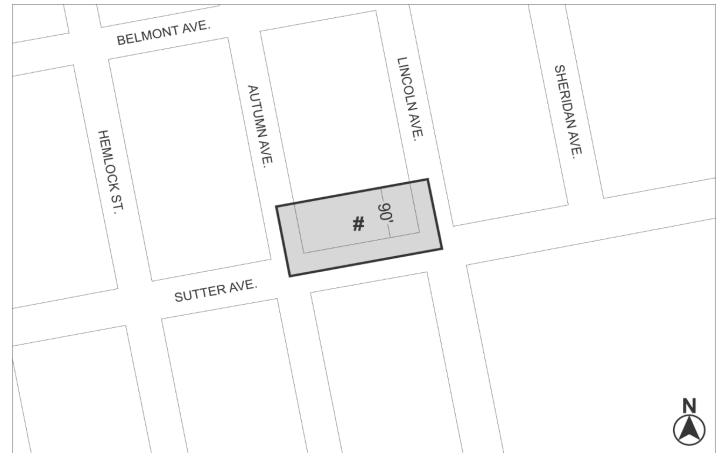 BELMONT AVE.
HEMLOCK ST.
AUTUMN AVE.
LINCOLN AVE.
SHERIDAN AVE.
#
90'
SUTTER AVE.
N